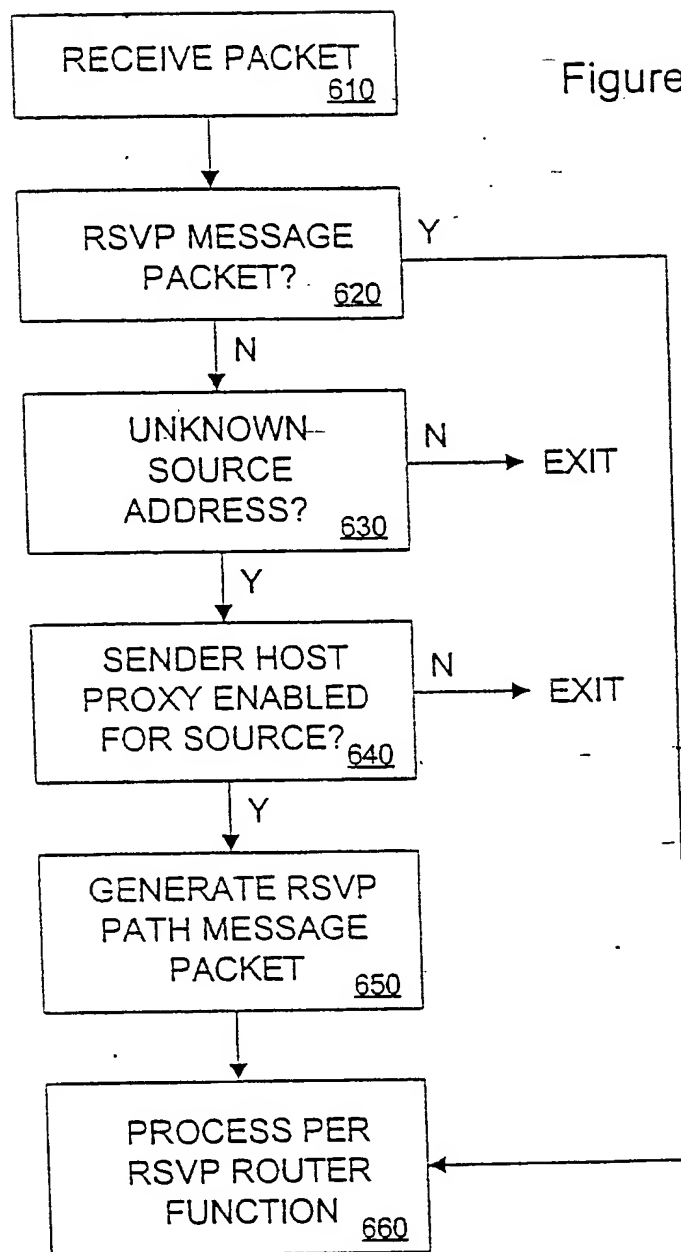 RECEIVE PACKET
610
Figure
RSVP MESSAGE
PACKET?
620
Y
N
UNKNOWN
SOURCE
ADDRESS?
630
N
EXIT
Y
SENDER HOST
PROXY ENABLED
FOR SOURCE?
640
N
EXIT
Y
GENERATE RSVP
PATH MESSAGE
PACKET
650
PROCESS PER
RSVP ROUTER
FUNCTION
660